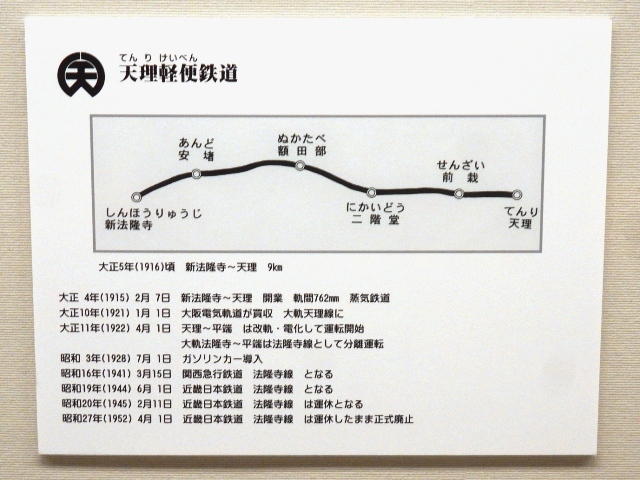 てんりけいべん
天理軽便鉄道
あんど
安堵
ぬかたべ
額田部
せんざい
前栽
しんほうりゅうじ
新法隆寺
にかいどう
二階堂
てんり
天理
大正5年(1916)頃　新法隆寺～天理　9km
大正 4年(1915) 2月 7日　新法隆寺～天理　開業　軌間762mm　蒸気鉄道
大正10年(1921) 1月 1日　大阪電気軌道が買収　大軌天理線に
大正11年(1922) 4月 1日　天理～平端　は改軌・電化して運転開始
大軌法隆寺～平端は法隆寺線として分離運転
昭和 3年(1928) 7月 1日　ガソリンカー導入
昭和16年(1941) 3月15日　関西急行鉄道　法隆寺線　となる
昭和19年(1944) 6月 1日　近畿日本鉄道　法隆寺線　となる
昭和20年(1945) 2月11日　近畿日本鉄道　法隆寺線　は運休となる
昭和27年(1952) 4月 1日　近畿日本鉄道　法隆寺線　は運休したまま正式廃止